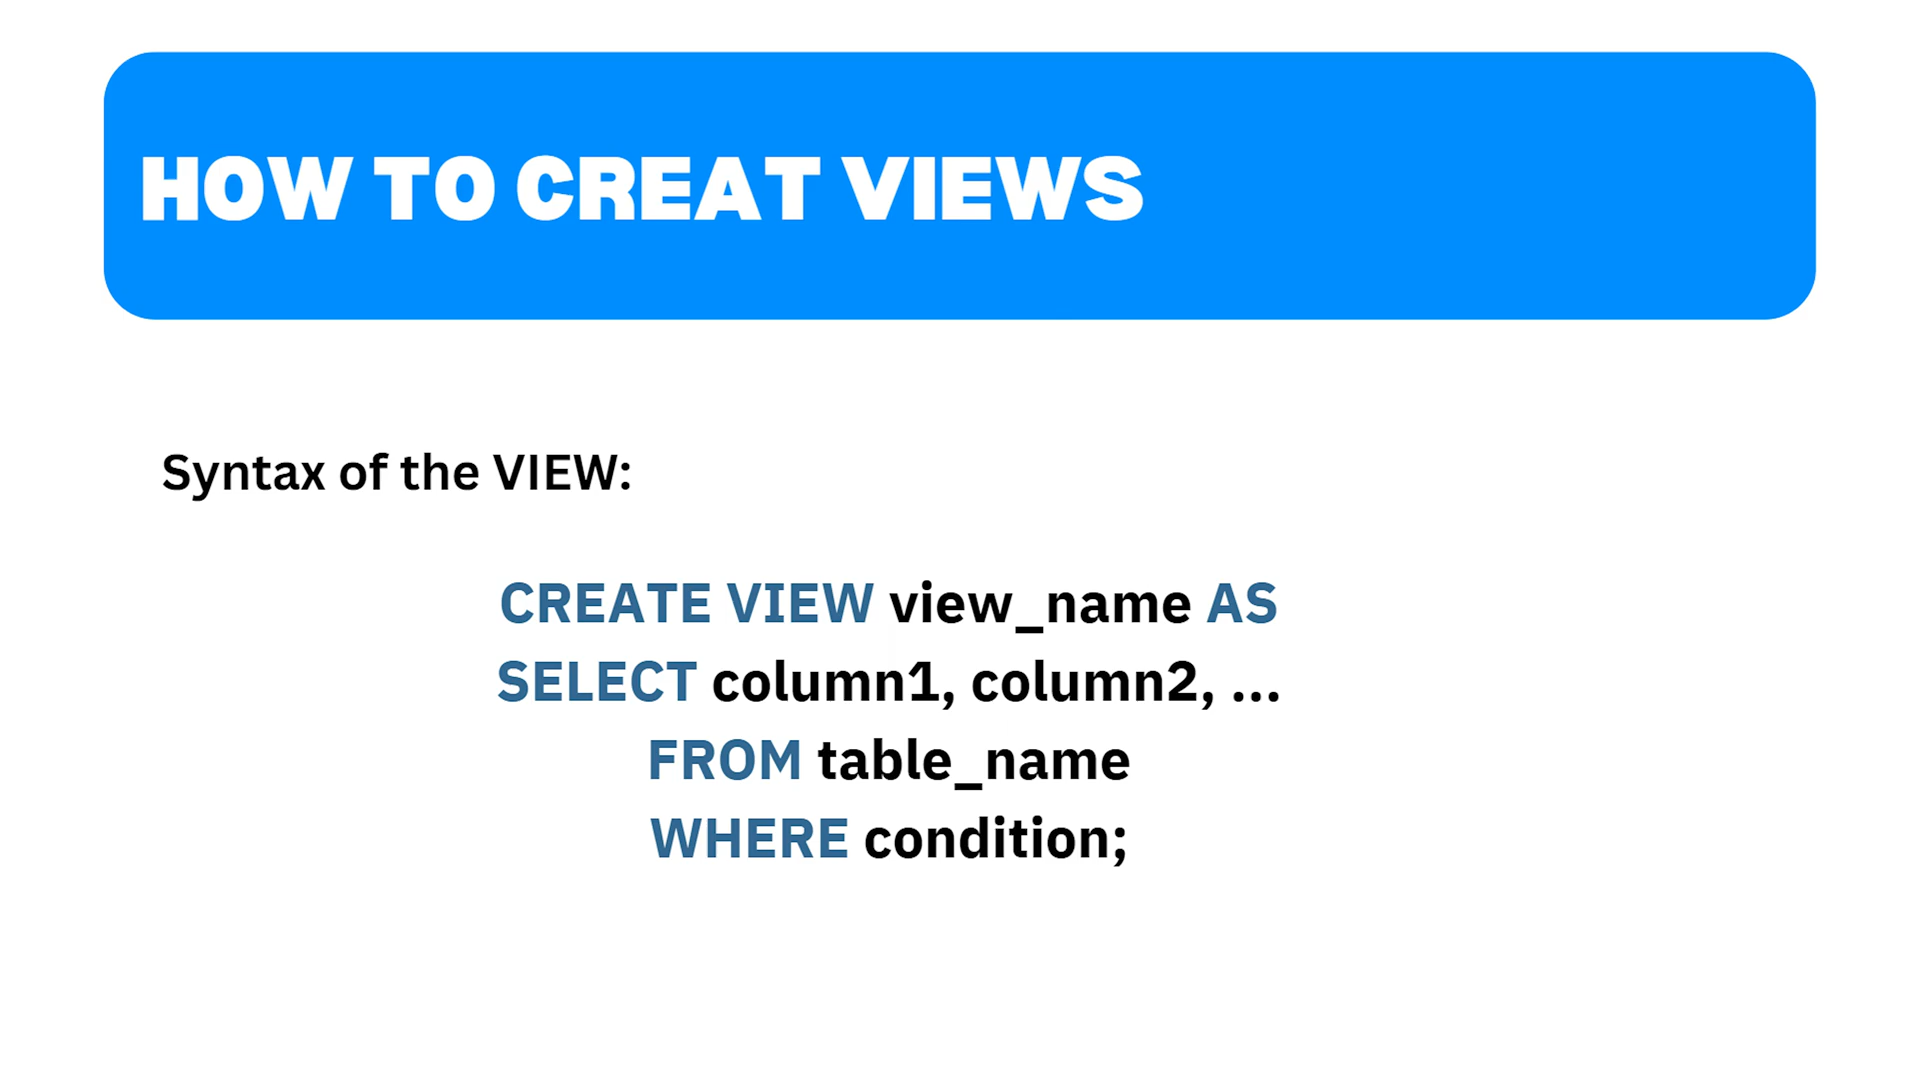 HOW TO CREAT VIEWS
Syntax of the VIEW:
CREATE VIEW view_name AS
SELECT column1, column2, ...
FROM table_name
WHERE condition;